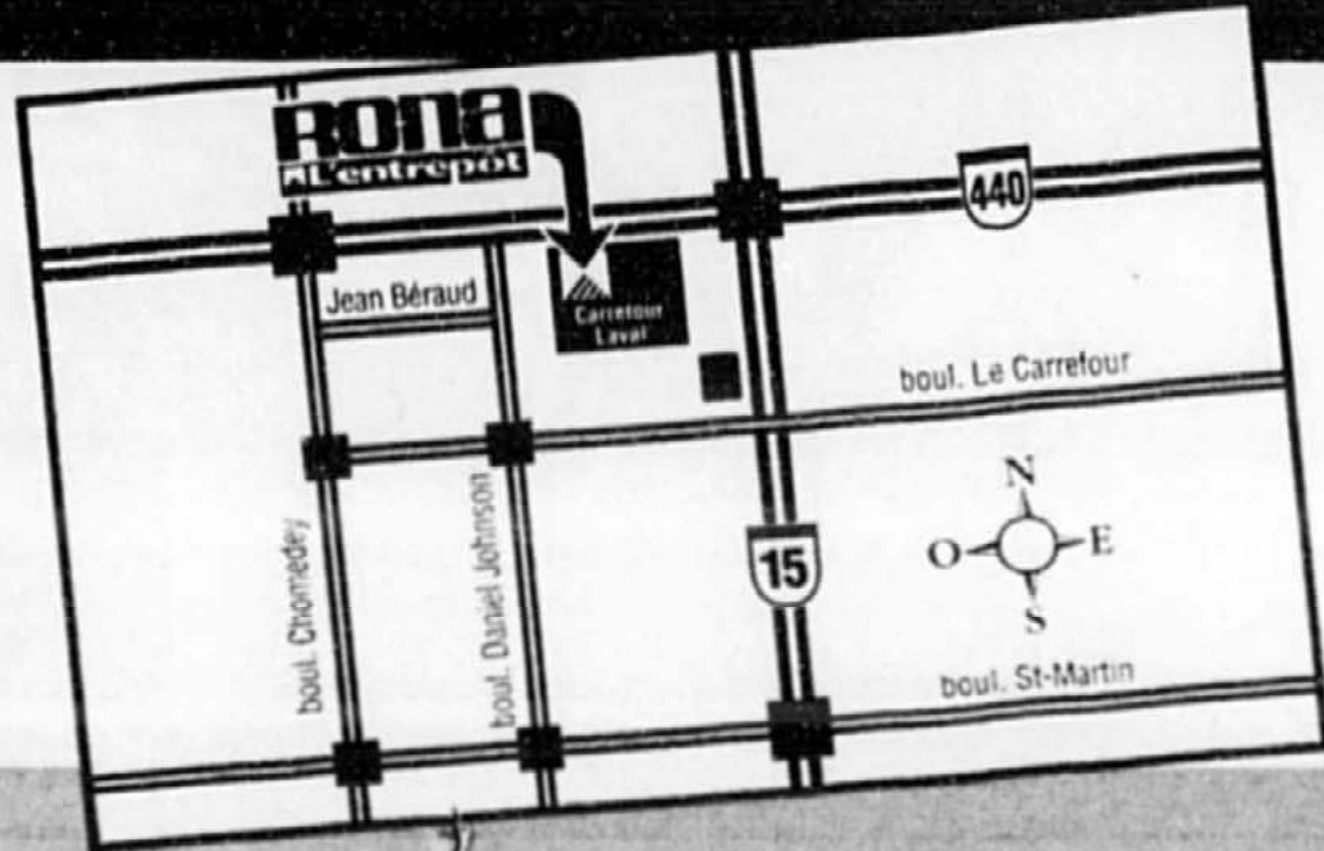 RONA
L'entrepôt
440
Jean Béraud
Carrefour
Laval
boul. Le Carrefour
boul. Chomedey
boul. Daniel Johnson
15
N
O
E
S
boul. St-Martin